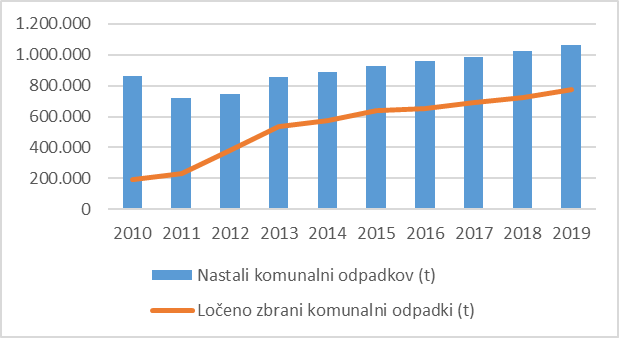 1.200.000
1.000.000
800.000
600.000
400.000
200.000
0
2010 2011 2012 2013 2014 2015 2016 2017 2018 2019
Nastali komunalni odpadkov (t)
Ločeno zbrani komunalni odpadki (t)